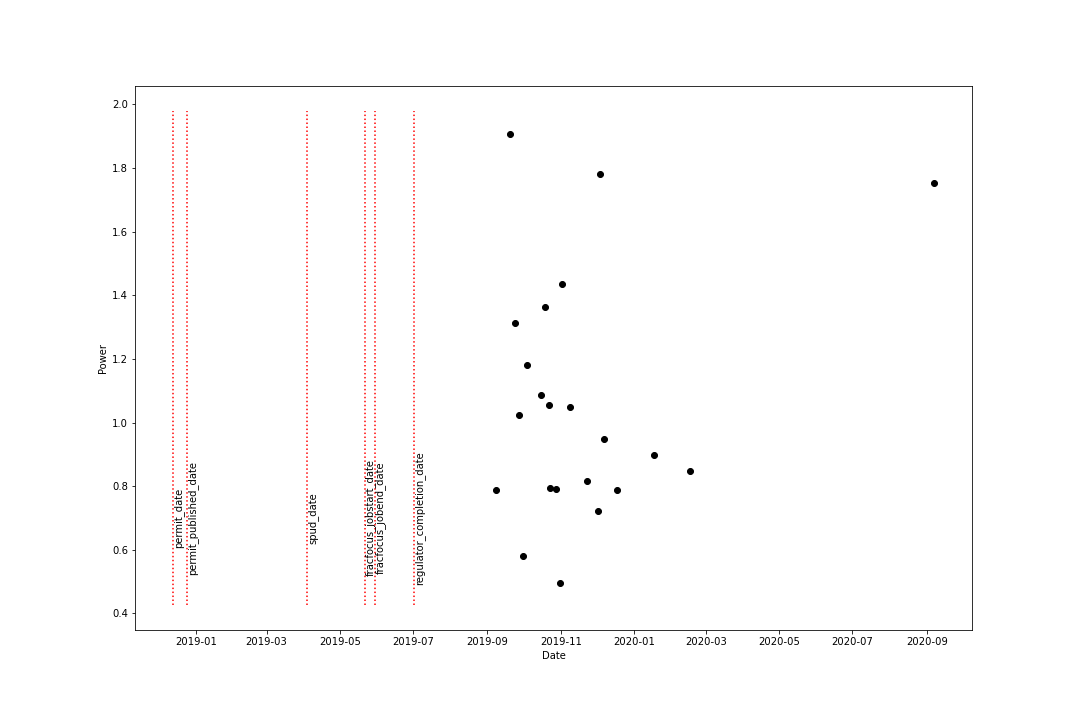 2.0
1.8
1.6
1.4
1.2
1.0
0.8
0.6
0.4
Power
permit_date
permit_published_date
spud_date
fracfocus_jobstart_date
fracfocus_jobend_date
regulator_completion_date
2019-01 2019-03 2019-05 2019-07 2019-09 2019-11 2020-01 2020-03 2020-05 2020-07 2020-09
Date